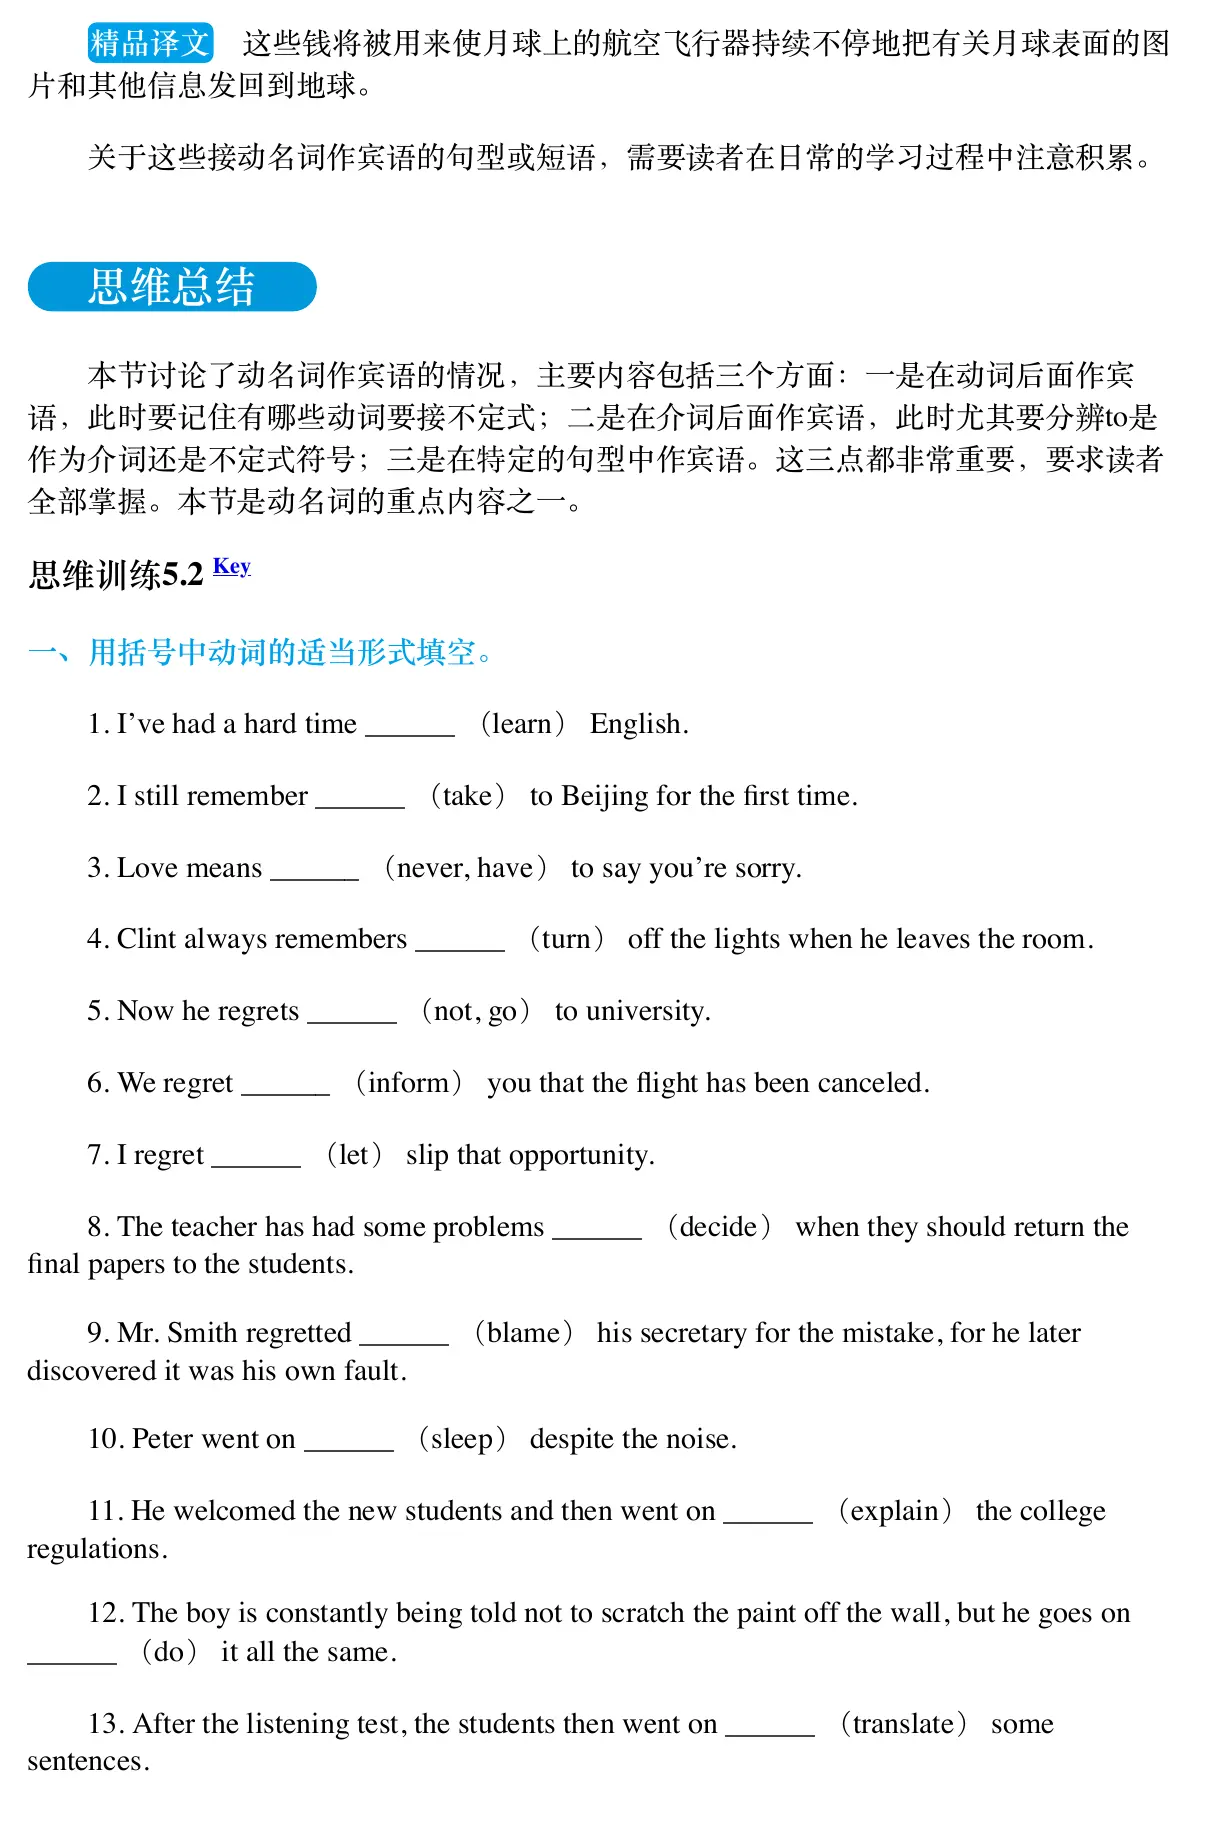 精品译文 这些钱将被用来使月球上的航空飞行器持续不停地把有关月球表面的图
片和其他信息发回到地球。
关于这些接动名词作宾语的句型或短语，需要读者在日常的学习过程中注意积累。
思维总结
本节讨论了动名词作宾语的情况，主要内容包括三个方面：一是在动词后面作宾
语，此时要记住有哪些动词要接不定式；二是在介词后面作宾语，此时尤其要分辨to是
作为介词还是不定式符号；三是在特定的句型中作宾语。这三点都非常重要，要求读者
全部掌握。本节是动名词的重点内容之一。
思维训练5.2 Key
一、用括号中动词的适当形式填空。
1. I’ve had a hard time ______ （learn） English.
2. I still remember ______ （take） to Beijing for the first time.
3. Love means ______ （never, have） to say you’re sorry.
4. Clint always remembers ______ （turn） off the lights when he leaves the room.
5. Now he regrets ______ （not, go） to university.
6. We regret ______ （inform） you that the flight has been canceled.
7. I regret ______ （let） slip that opportunity.
8. The teacher has had some problems ______ （decide） when they should return the
final papers to the students.
9. Mr. Smith regretted ______ （blame） his secretary for the mistake, for he later
discovered it was his own fault.
10. Peter went on ______ （sleep） despite the noise.
11. He welcomed the new students and then went on ______ （explain） the college
regulations.
12. The boy is constantly being told not to scratch the paint off the wall, but he goes on
______ （do） it all the same.
13. After the listening test, the students then went on ______ （translate） some
sentences.